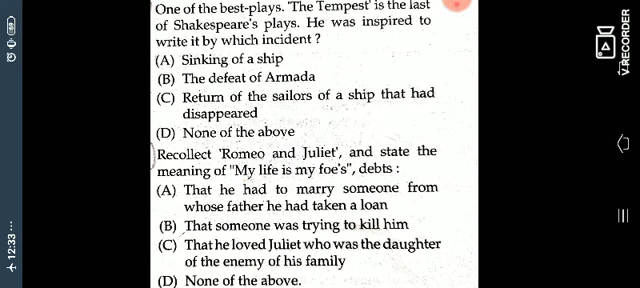 One of the best-plays. 'The Tempest' is the last
of Shakespeare's plays. He was inspired to
write it by which incident ?
(A) Sinking of a ship
(B) The defeat of Armada
(C) Return of the sailors of a ship that had
disappeared
(D) None of the above
Recollect 'Romeo and Juliet', and state the
meaning of "My life is my foe's", debts :
(A) That he had to marry someone from
whose father he had taken a loan
(B) That someone was trying to kill him
(C) That he loved Juliet who was the daughter
of the enemy of his family
(D) None of the above.
V.RECORDER
12:33 ...